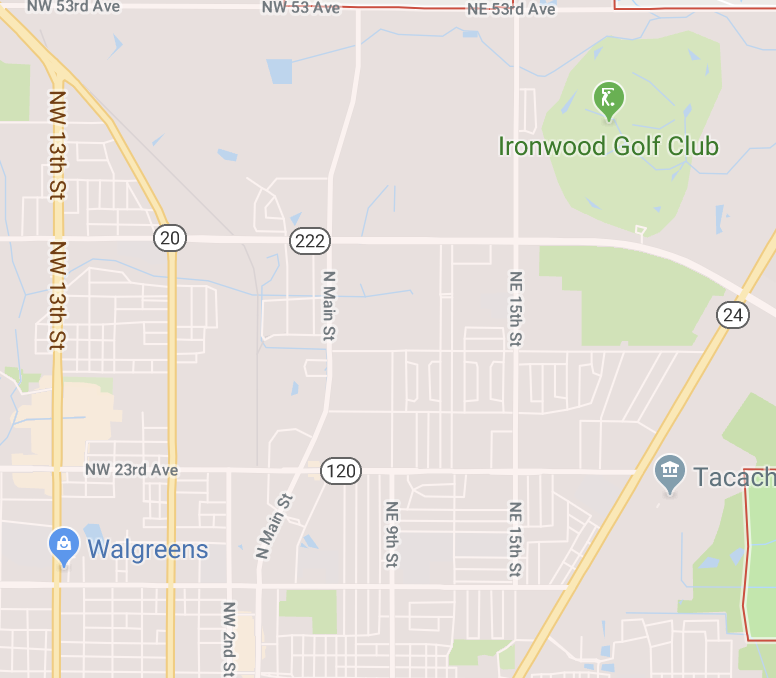 NW 53rd Ave
NW 53 Ave
NE 53rd Ave
NW 13th St
Ironwood Golf Club
20
222
NW 13th St
N Main St
NE 15th St
24
NW 23rd Ave
120
Tacach
N Main St
NE 9th St
NE 15th St
Walgreens
NW 2nd St